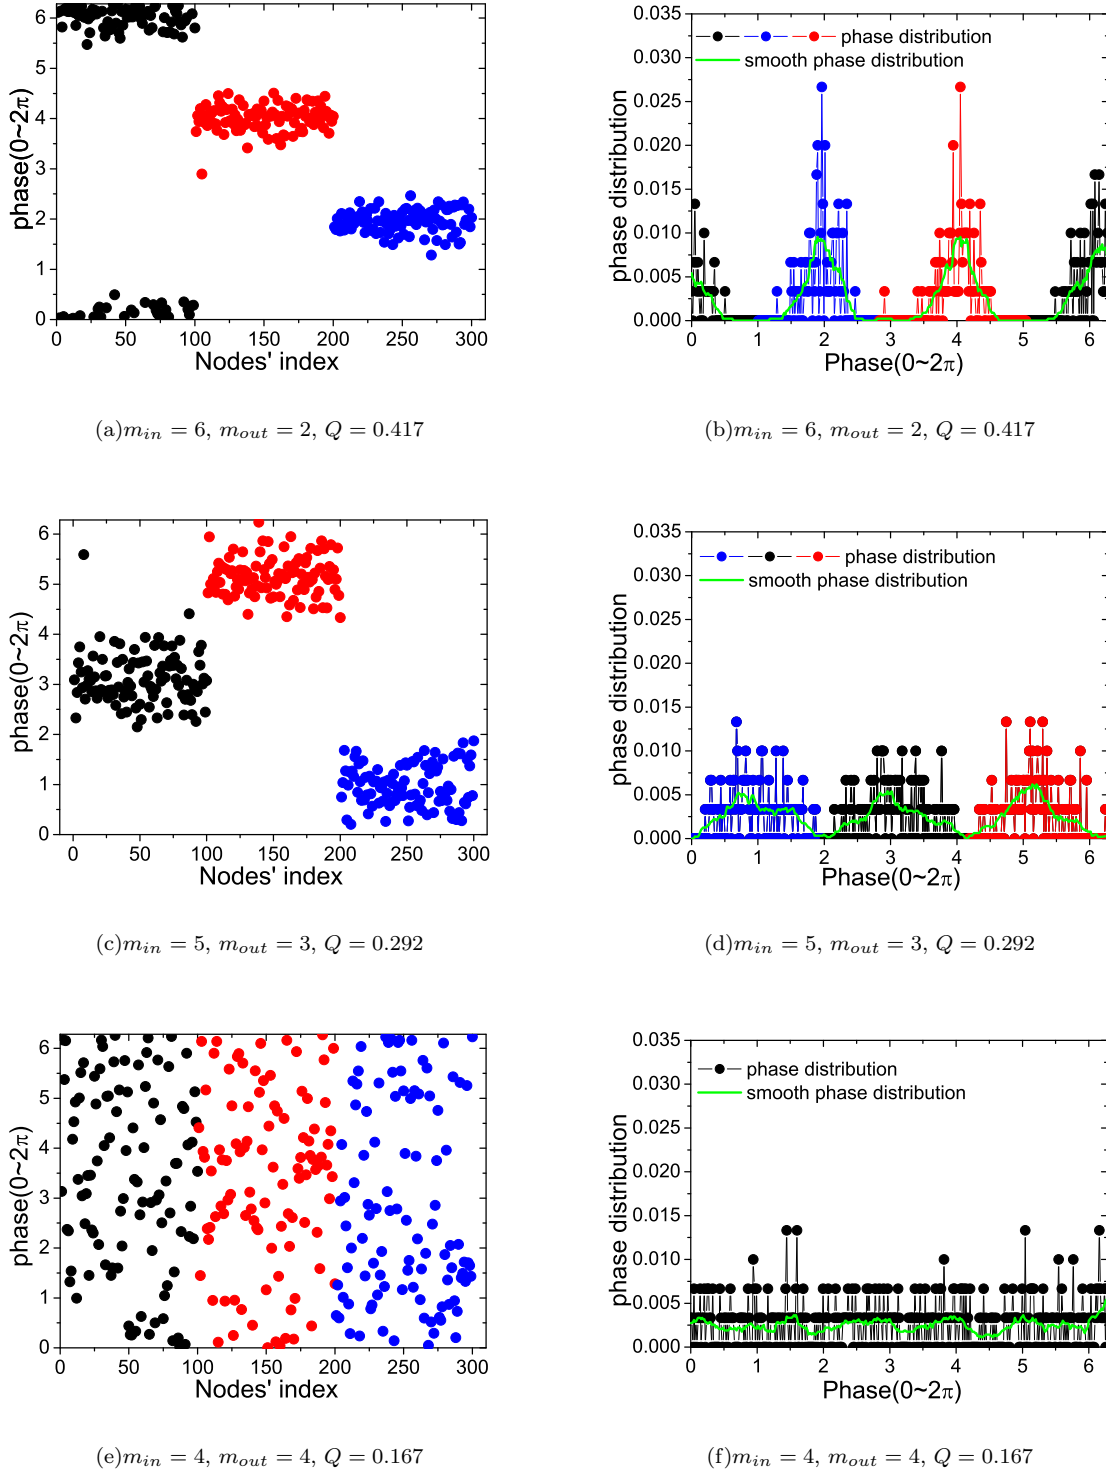 6
5
4
3
2
1
0
phase(0~2π)
0 50 100 150 200 250 300
Nodes' index
0.035
0.030
0.025
0.020
0.015
0.010
0.005
0.000
phase distribution
phase distribution
smooth phase distribution
0 1 2 3 4 5 6
Phase(0~2π)
(a)m_in = 6, m_out = 2, Q = 0.417
(b)m_in = 6, m_out = 2, Q = 0.417
6
5
4
3
2
1
0
phase(0~2π)
0 50 100 150 200 250 300
Nodes' index
0.035
0.030
0.025
0.020
0.015
0.010
0.005
0.000
phase distribution
phase distribution
smooth phase distribution
0 1 2 3 4 5 6
Phase(0~2π)
(c)m_in = 5, m_out = 3, Q = 0.292
(d)m_in = 5, m_out = 3, Q = 0.292
6
5
4
3
2
1
0
phase(0~2π)
0 50 100 150 200 250 300
Nodes' index
0.035
0.030
0.025
0.020
0.015
0.010
0.005
0.000
phase distribution
phase distribution
smooth phase distribution
0 1 2 3 4 5 6
Phase(0~2π)
(e)m_in = 4, m_out = 4, Q = 0.167
(f)m_in = 4, m_out = 4, Q = 0.167